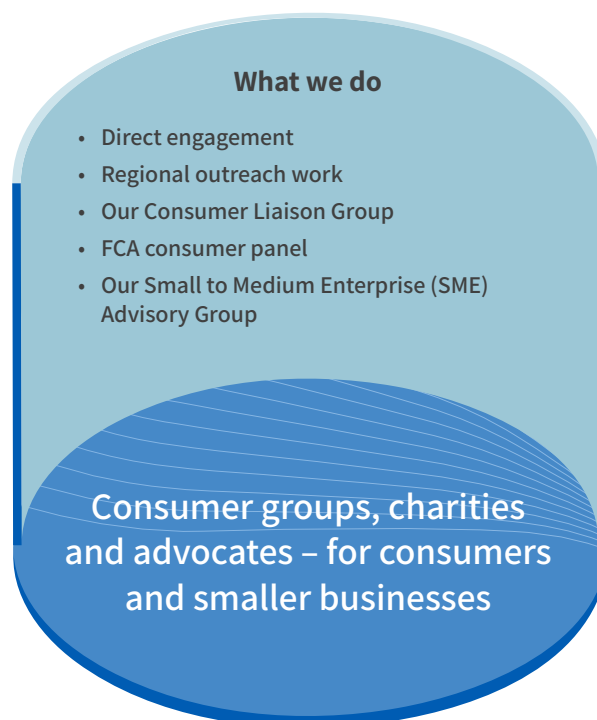 What we do
• Direct engagement
• Regional outreach work
• Our Consumer Liaison Group
• FCA consumer panel
• Our Small to Medium Enterprise (SME)
Advisory Group
Consumer groups, charities
and advocates – for consumers
and smaller businesses